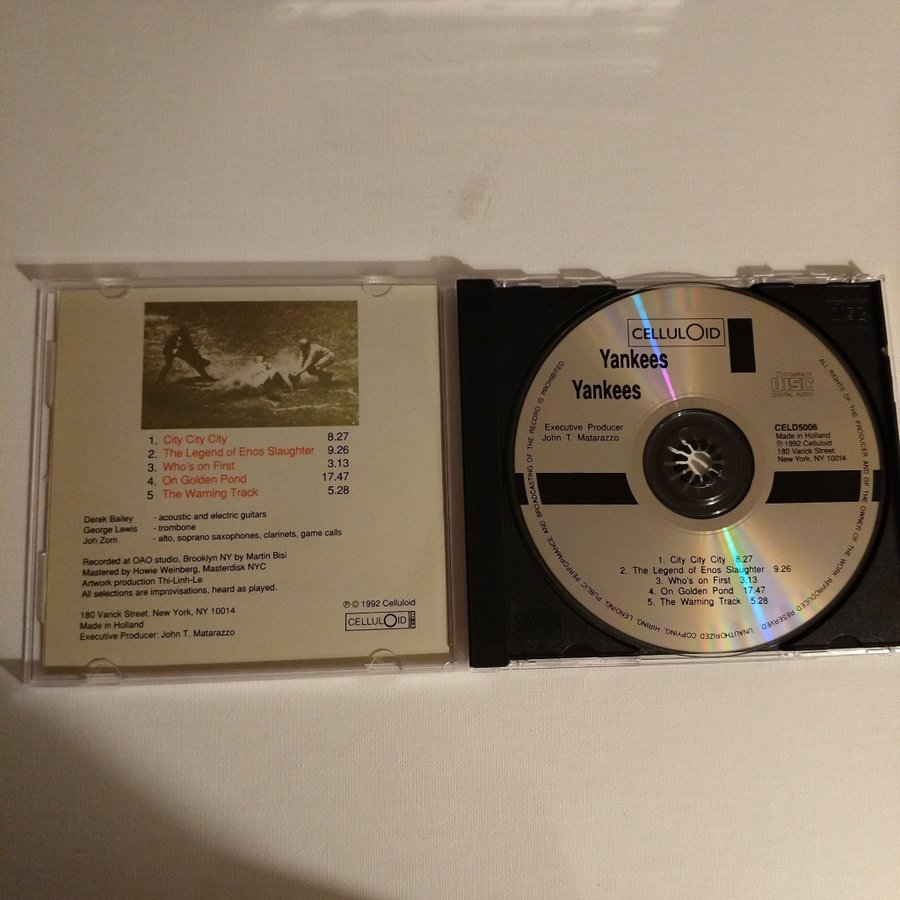 1. City City City 8.27
2. The Legend of Enos Slaughter 9.26
3. Who's on First 3.13
4. On Golden Pond 17.47
5 The Warning Track 5.28
Derek Bailey - acoustic and electric guitars
George Lewis - trombone
Joh Zorn - alto, soprano saxophones, clarinets, game calls
Recorded at OAO studio, Brooklyn NY by Martin Bisi
Mastered by Howie Weinberg, Masterdisk NYC
Artwork production Thi-Linh-Le
All selections are improvisations, heard as played.
180 Varick Street, New York, NY 10014
Made in Holland
Executive Producer: John T. Matarazzo
℗ © 1992 Celluloid
CELLULOID
CELLULOID
Yankees
Yankees
COMPACT
disc
DIGITAL AUDIO
Executive Producer
John T. Matarazzo
CELD5006
Made in Holland
℗ 1992 Celluloid
180 Varick Street
New York, NY 10014
1. City City City 8.27
2. The Legend of Enos Slaughter 9.26
3. Who's on First 3.13
4. On Golden Pond 17.47
5. The Warning Track 5.28
ALL RIGHTS OF THE PRODUCER AND OF THE OWNER OF THE WORK REPRODUCED RESERVED. UNAUTHORIZED COPYING, HIRING, LENDING, PUBLIC PERFORMANCE AND BROADCASTING OF THE RECORD IS PROHIBITED